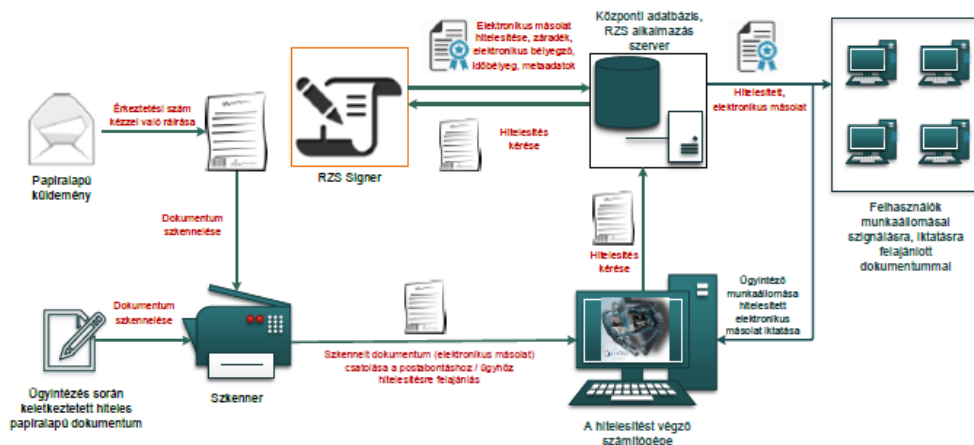 Elektronikus másolat
hitelesítése, záradék,
elektronikus bélyegző,
időbélyeg, metaadatok
Központi adatbázis,
RZS alkalmazás
szerver
Érkeztetési szám
kézzel való ráírása
Hitelesített,
elektronikus másolat
Hitelesítés
kérése
RZS Signer
Papíralapú
küldemény
Felhasználók
munkaállomásai
szignálásra, iktatásra
felajánlott
dokumentummal
Dokumentum
szkennelése
Hitelesítés
kérése
Ügyintéző
munkaállomása
hitelesített
elektronikus
másolat iktatása
Dokumentum
szkennelése
Szkennelt dokumentum (elektronikus másolat)
csatolása a postabontáshoz / ügyhöz
hitelesítésre felajánlás
Ügyintézés során
keletkeztetett hiteles
papíralapú dokumentum
Szkenner
A hitelesítést végző
számítógépe